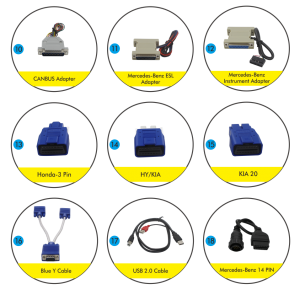 10
CANBUS Adapter
11
Mercedes-Benz ESL
Adapter
12
Mercedes-Benz
Instrument Adapter
13
Honda-3 Pin
14
HY/KIA
15
KIA 20
16
Blue Y Cable
17
USB 2.0 Cable
18
Mercedes-Benz 14 PIN